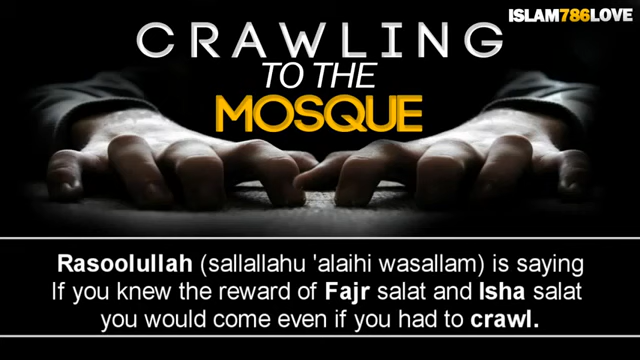 ISLAM786LOVE
CRAWLING
TO THE
MOSQUE
Rasoolullah (sallallahu 'alaihi wasallam) is saying
If you knew the reward of Fajr salat and Isha salat
you would come even if you had to crawl.